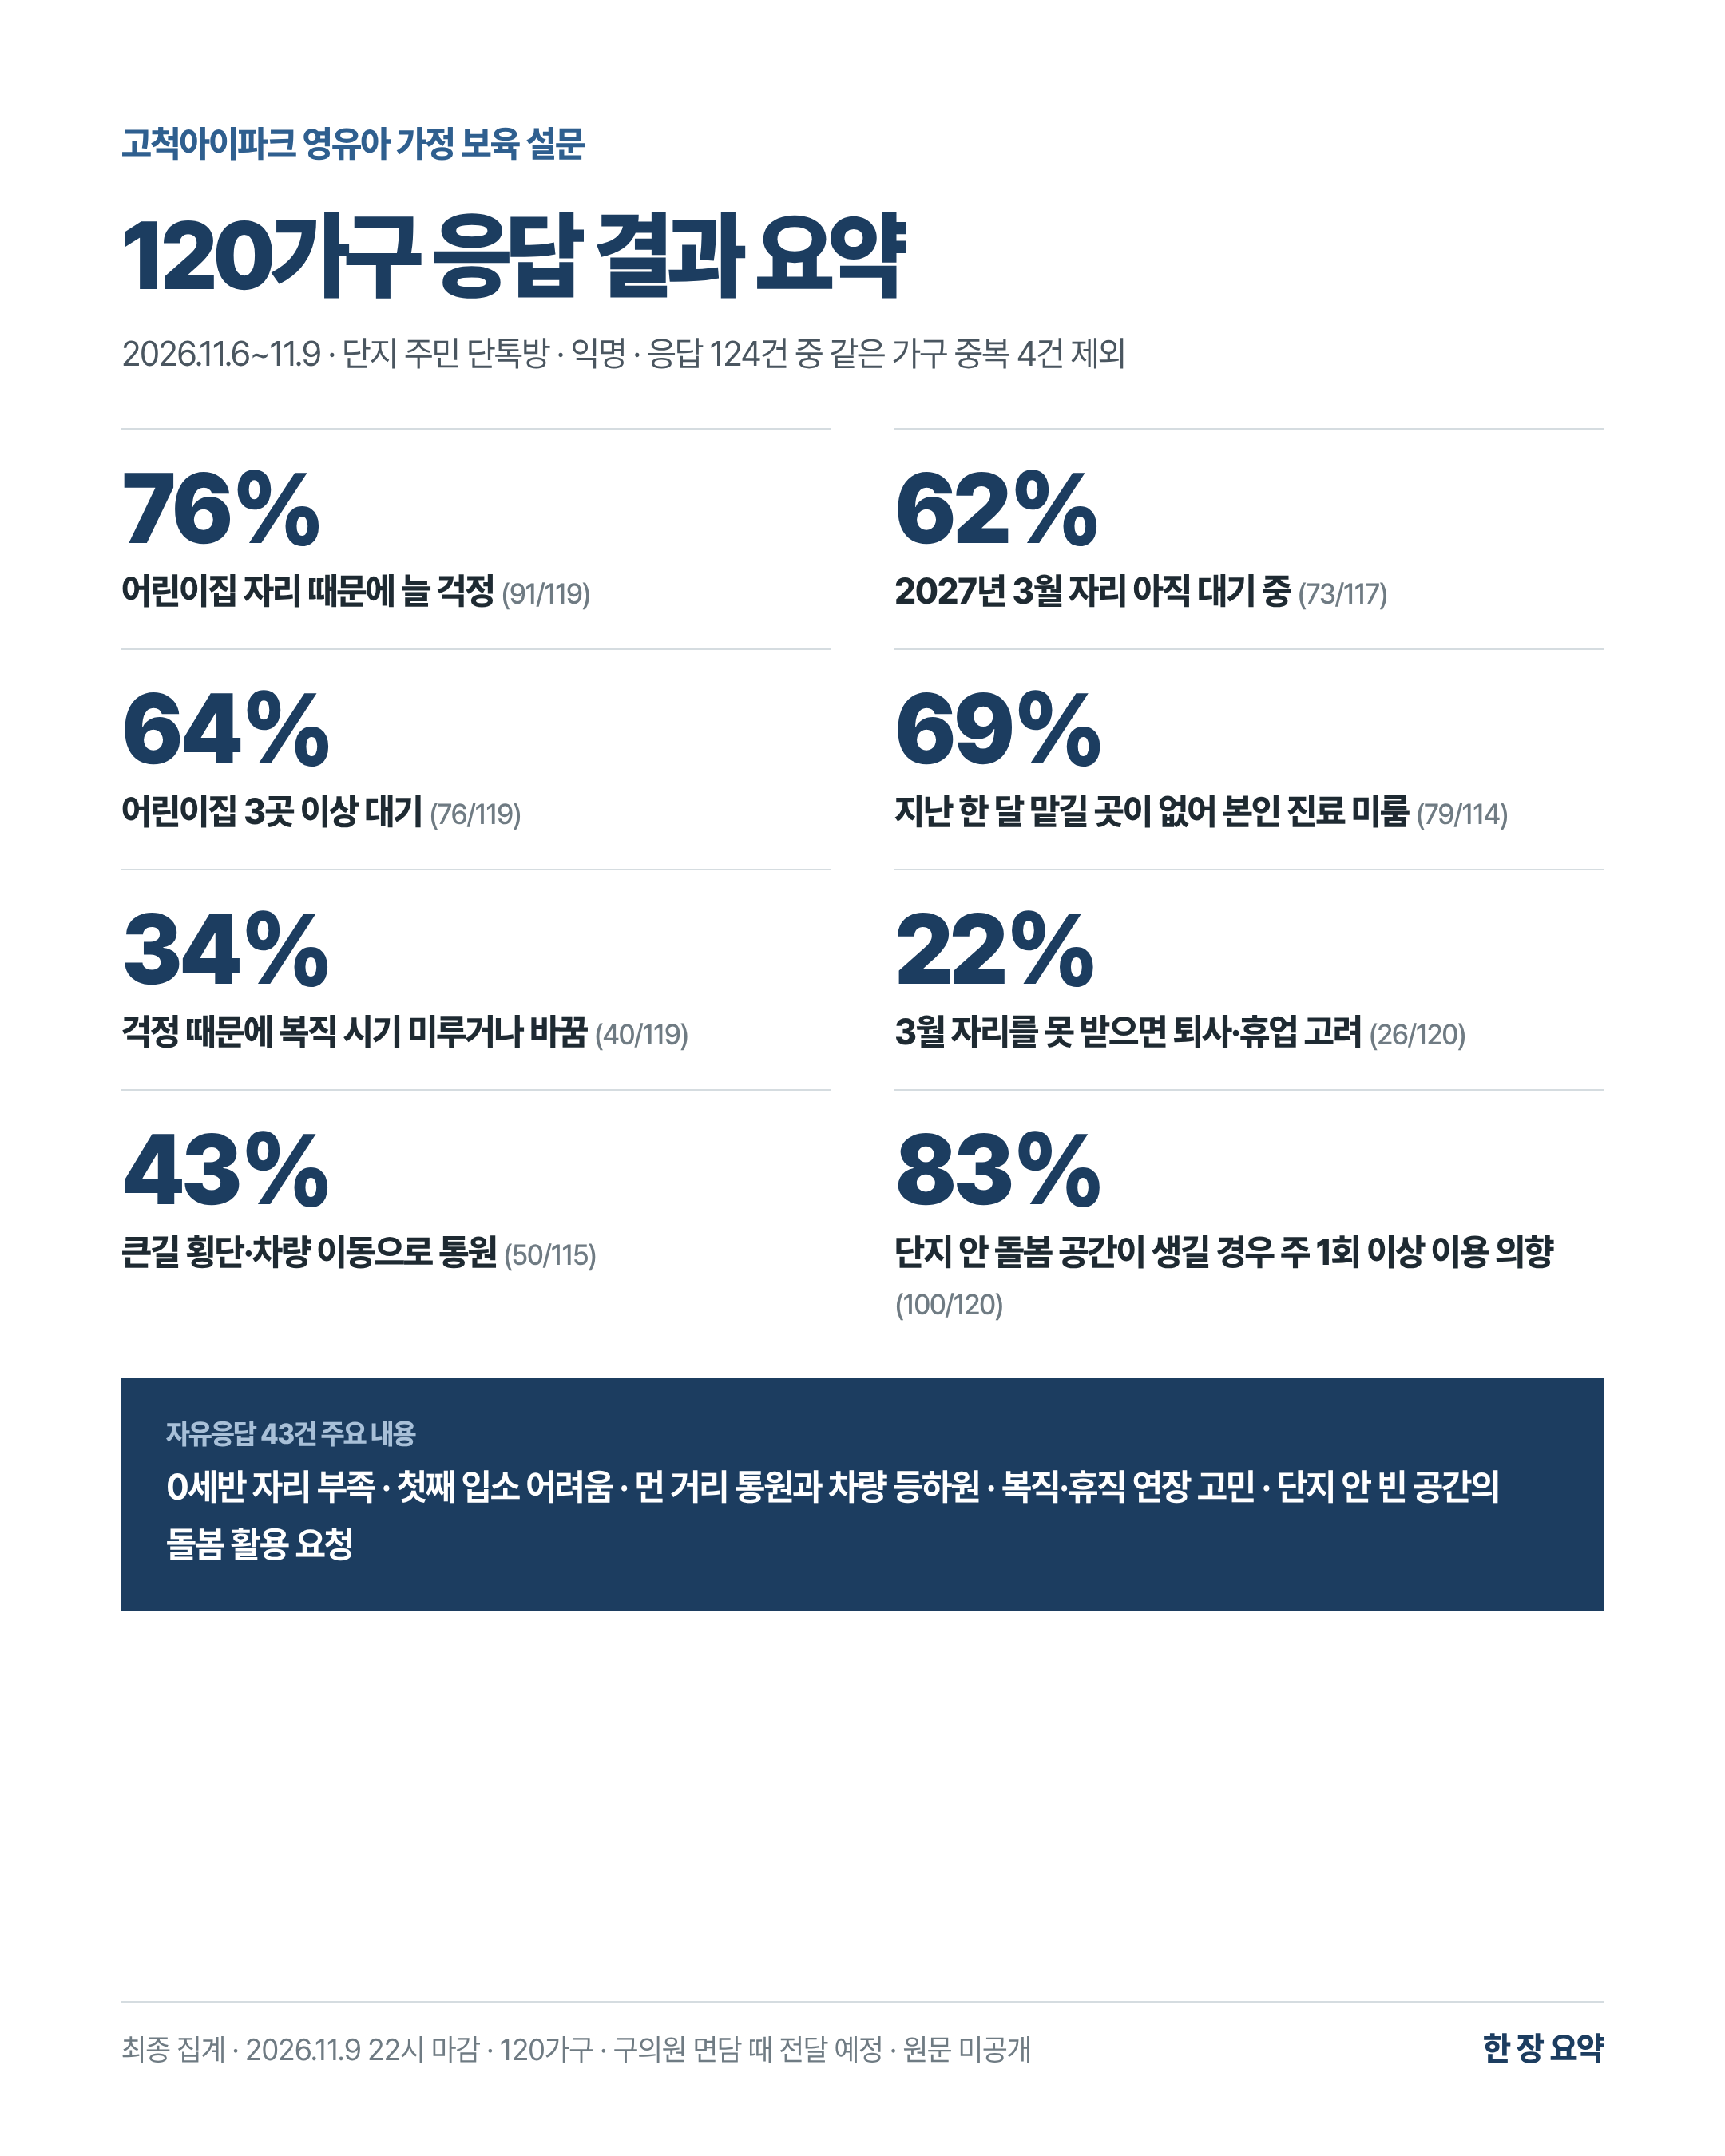 고척아이파크 영유아 가정 보육 설문
120가구 응답 결과 요약
2026.11.6~11.9 · 단지 주민 단톡방 · 익명 · 응답 124건 중 같은 가구 중복 4건 제외
76%
어린이집 자리 때문에 늘 걱정 (91/119)
62%
2027년 3월 자리 아직 대기 중 (73/117)
64%
어린이집 3곳 이상 대기 (76/119)
69%
지난 한 달 맡길 곳이 없어 본인 진료 미룸 (79/114)
34%
걱정 때문에 복직 시기 미루거나 바꿈 (40/119)
22%
3월 자리를 못 받으면 퇴사·휴업 고려 (26/120)
43%
큰길 횡단·차량 이동으로 통원 (50/115)
83%
단지 안 돌봄 공간이 생길 경우 주 1회 이상 이용 의향
(100/120)
자유응답 43건 주요 내용
0세반 자리 부족 · 첫째 입소 어려움 · 먼 거리 통원과 차량 등하원 · 복직·휴직 연장 고민 · 단지 안 빈 공간의
돌봄 활용 요청
최종 집계 · 2026.11.9 22시 마감 · 120가구 · 구의원 면담 때 전달 예정 · 원문 미공개
한 장 요약